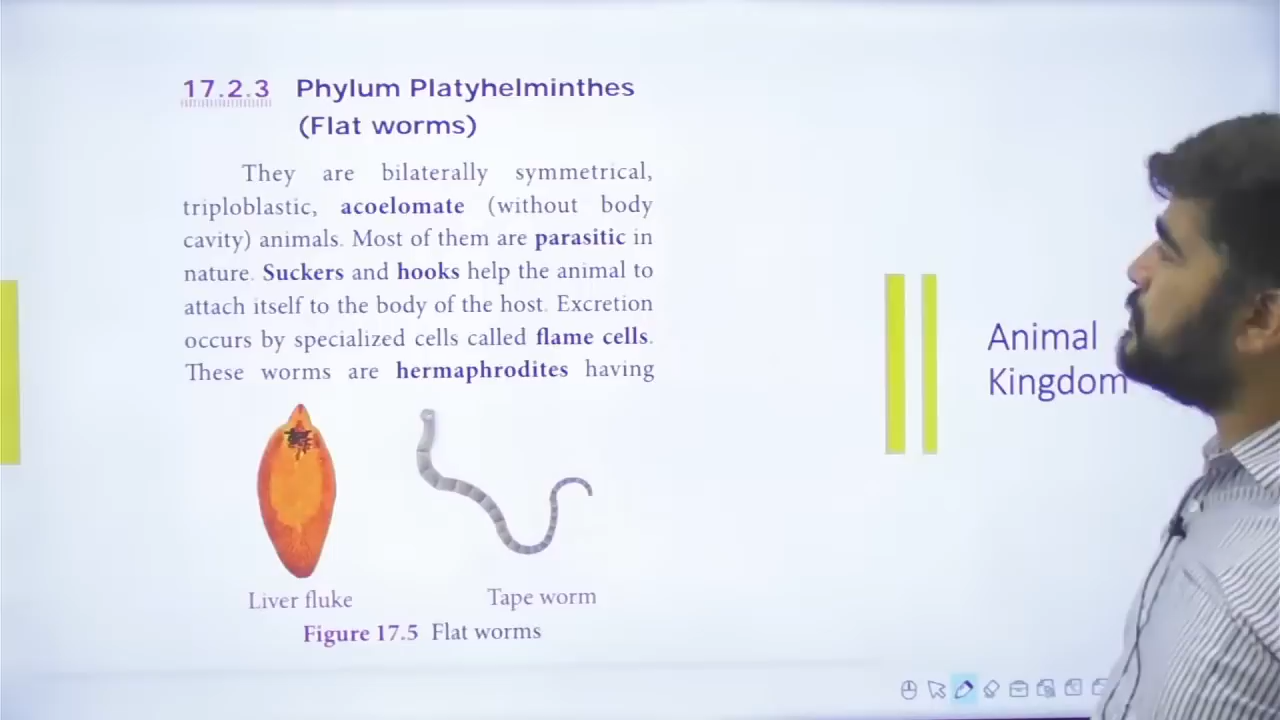 17.2.3 Phylum Platyhelminthes
(Flat worms)
They are bilaterally symmetrical,
triploblastic, acoelomate (without body
cavity) animals. Most of them are parasitic in
nature. Suckers and hooks help the animal to
attach itself to the body of the host. Excretion
occurs by specialized cells called flame cells.
These worms are hermaphrodites having
Liver fluke
Tape worm
Figure 17.5 Flat worms
Animal
Kingdom